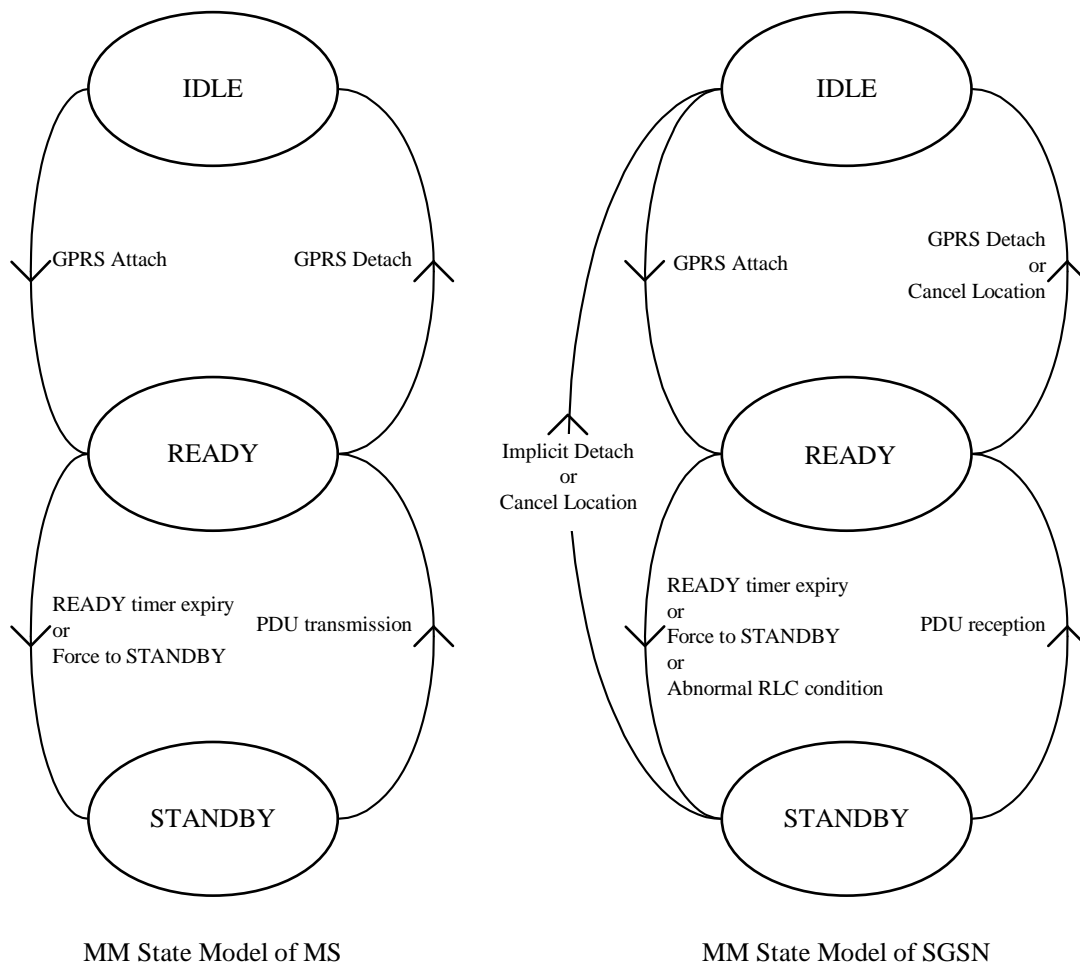 IDLE
GPRS Attach
GPRS Detach
READY
READY timer expiry
or
Force to STANDBY
PDU transmission
STANDBY
MM State Model of MS
IDLE
GPRS Attach
GPRS Detach
or
Cancel Location
Implicit Detach
or
Cancel Location
READY
READY timer expiry
or
Force to STANDBY
or
Abnormal RLC condition
PDU reception
STANDBY
MM State Model of SGSN